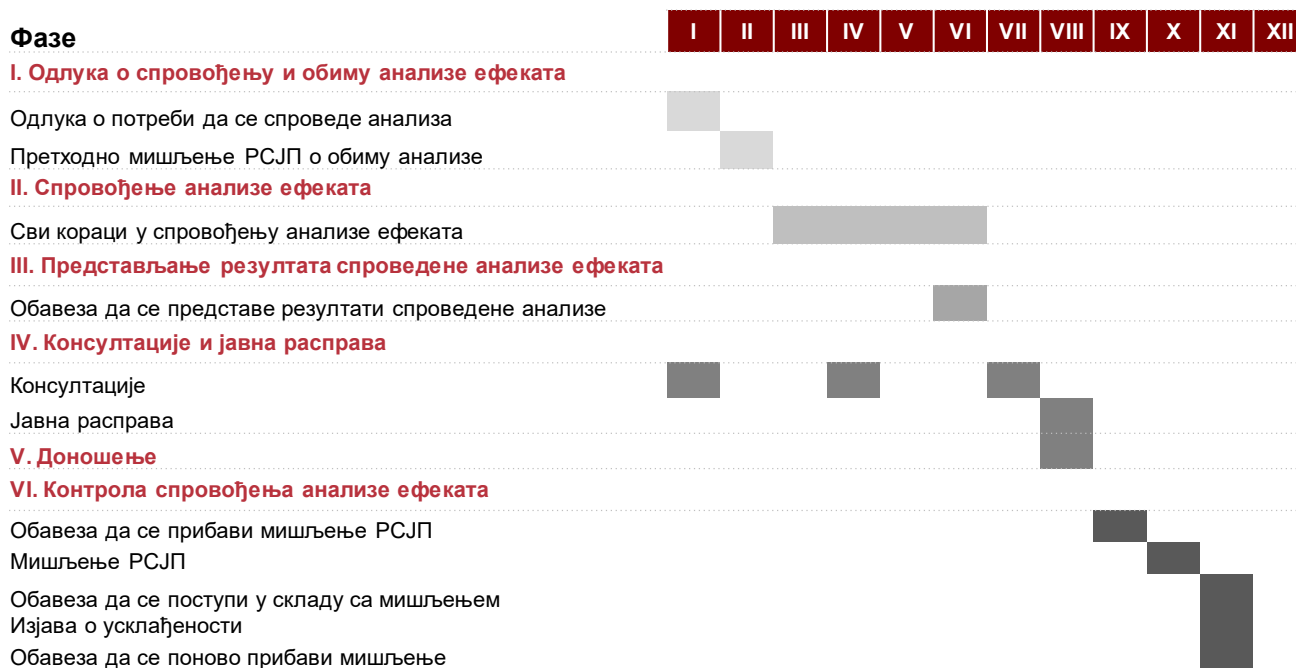 Фазе I II III IV V VI VII VIII IX X XI XII
I. Одлука о спровођењу и обиму анализе ефеката
Одлука о потреби да се спроведе анализа
Претходно мишљење РСЈП о обиму анализе
II. Спровођење анализе ефеката
Сви кораци у спровођењу анализе ефеката
III. Представљање резултата спроведене анализе ефеката
Обавеза да се представе резултати спроведене анализе
IV. Консултације и јавна расправа
Консултације
Јавна расправа
V. Доношење
VI. Контрола спровођења анализе ефеката
Обавеза да се прибави мишљење РСЈП
Мишљење РСЈП
Обавеза да се поступи у складу са мишљењем
Изјава о усклађености
Обавеза да се поново прибави мишљење